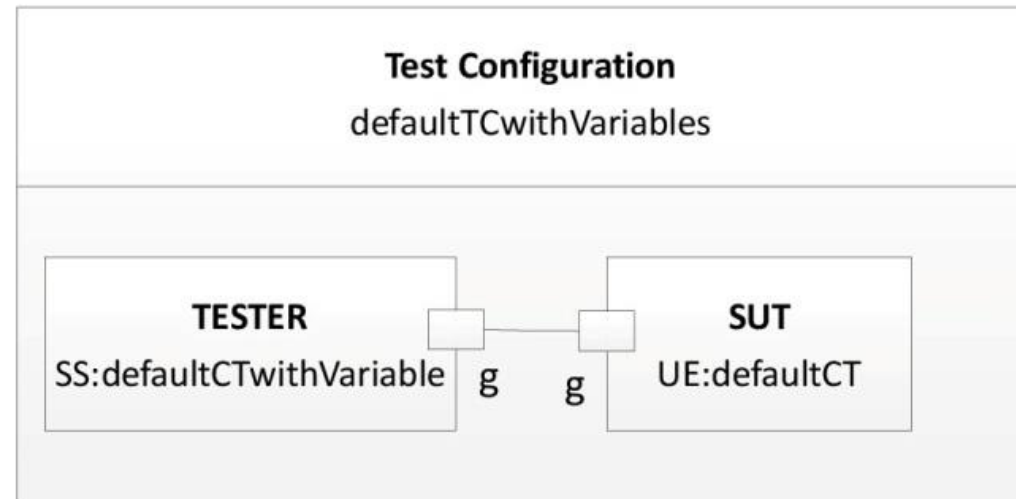 Test Configuration
defaultTCwithVariables
TESTER
SS:defaultCTwithVariable
g
g
SUT
UE:defaultCT